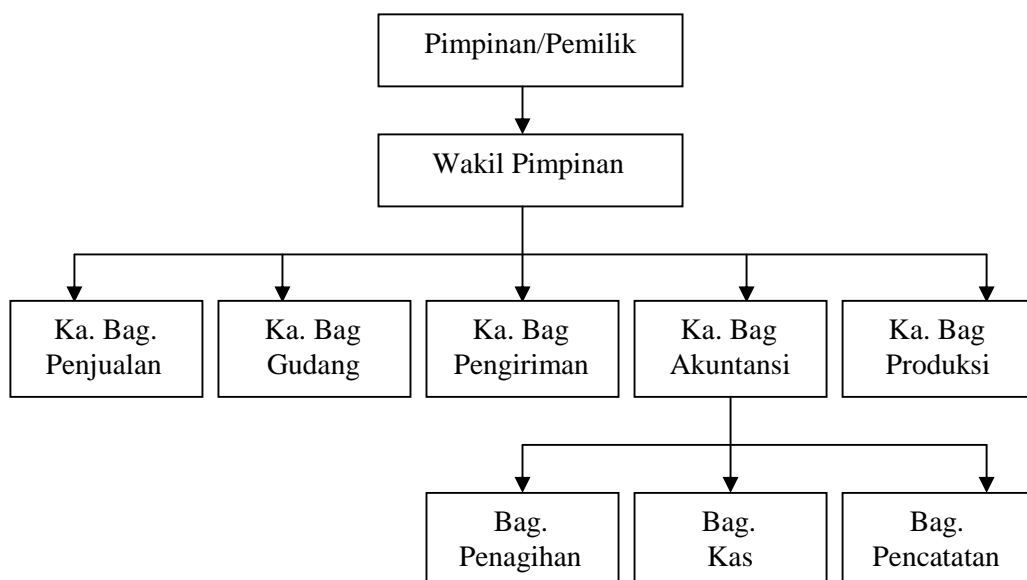 Pimpinan/Pemilik
Wakil Pimpinan
Ka. Bag.
Penjualan
Ka. Bag
Gudang
Ka. Bag
Pengiriman
Ka. Bag
Akuntansi
Ka. Bag
Produksi
Bag.
Penagihan
Bag.
Kas
Bag.
Pencatatan